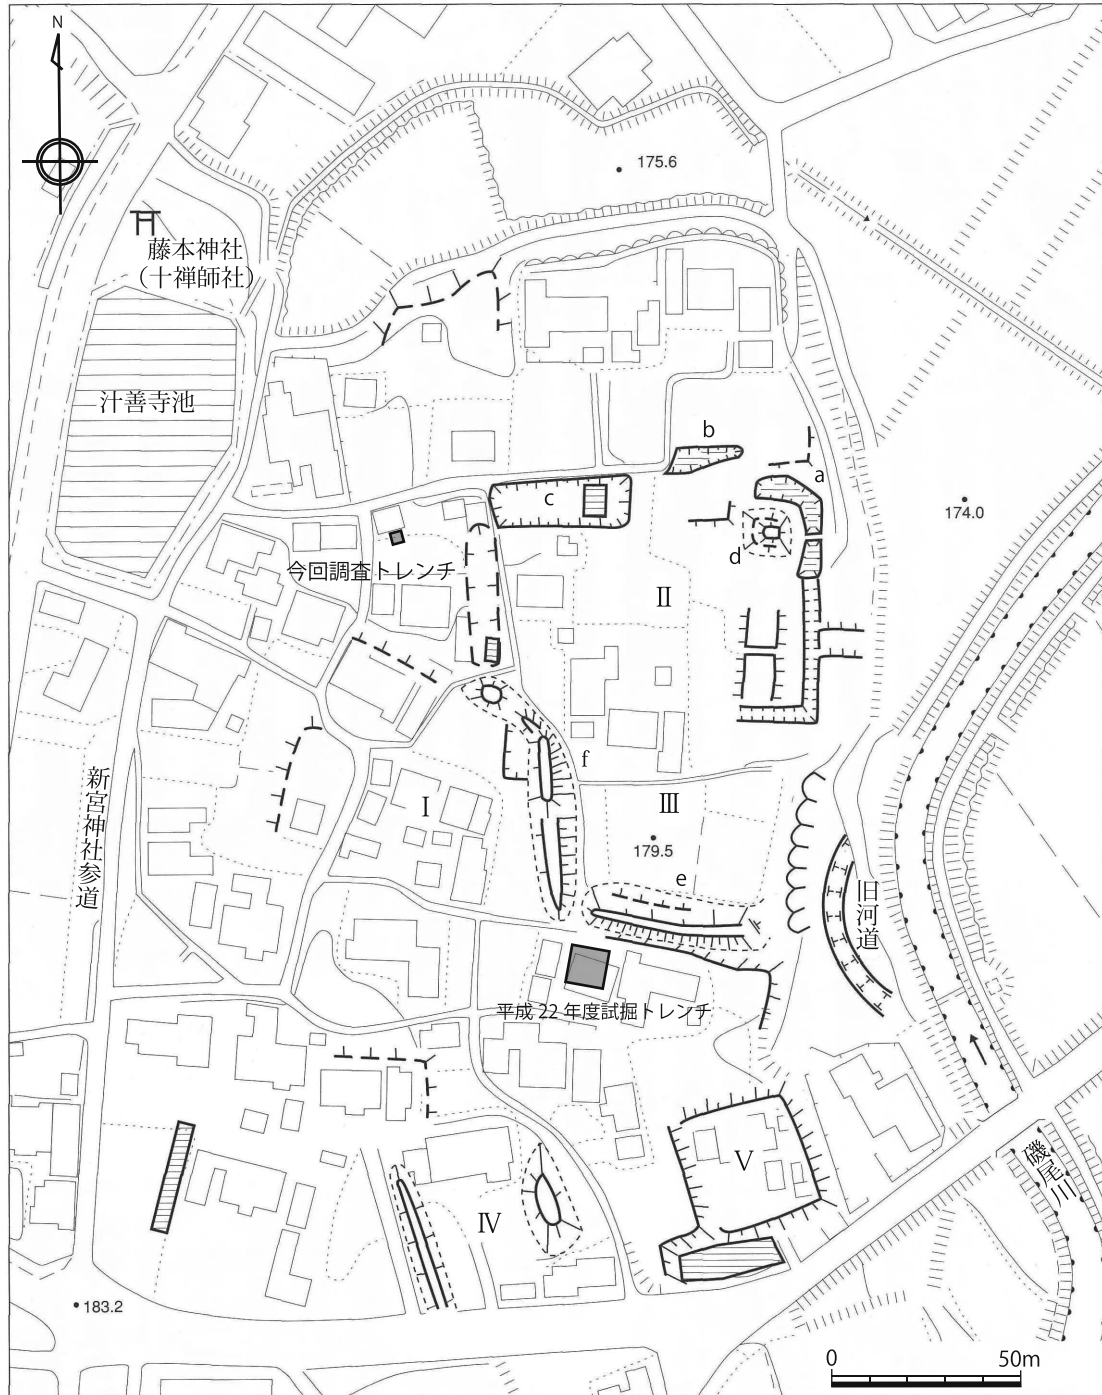 N
175.6
藤本神社
（十禅師社）
汁善寺池
b
a
c
174.0
d
今回調査トレンチ
Ⅱ
f
新宮神社参道
Ⅰ
Ⅲ
179.5
e
旧河道
平成22年度試掘トレンチ
Ⅴ
磯尾川
Ⅳ
183.2
0 50m